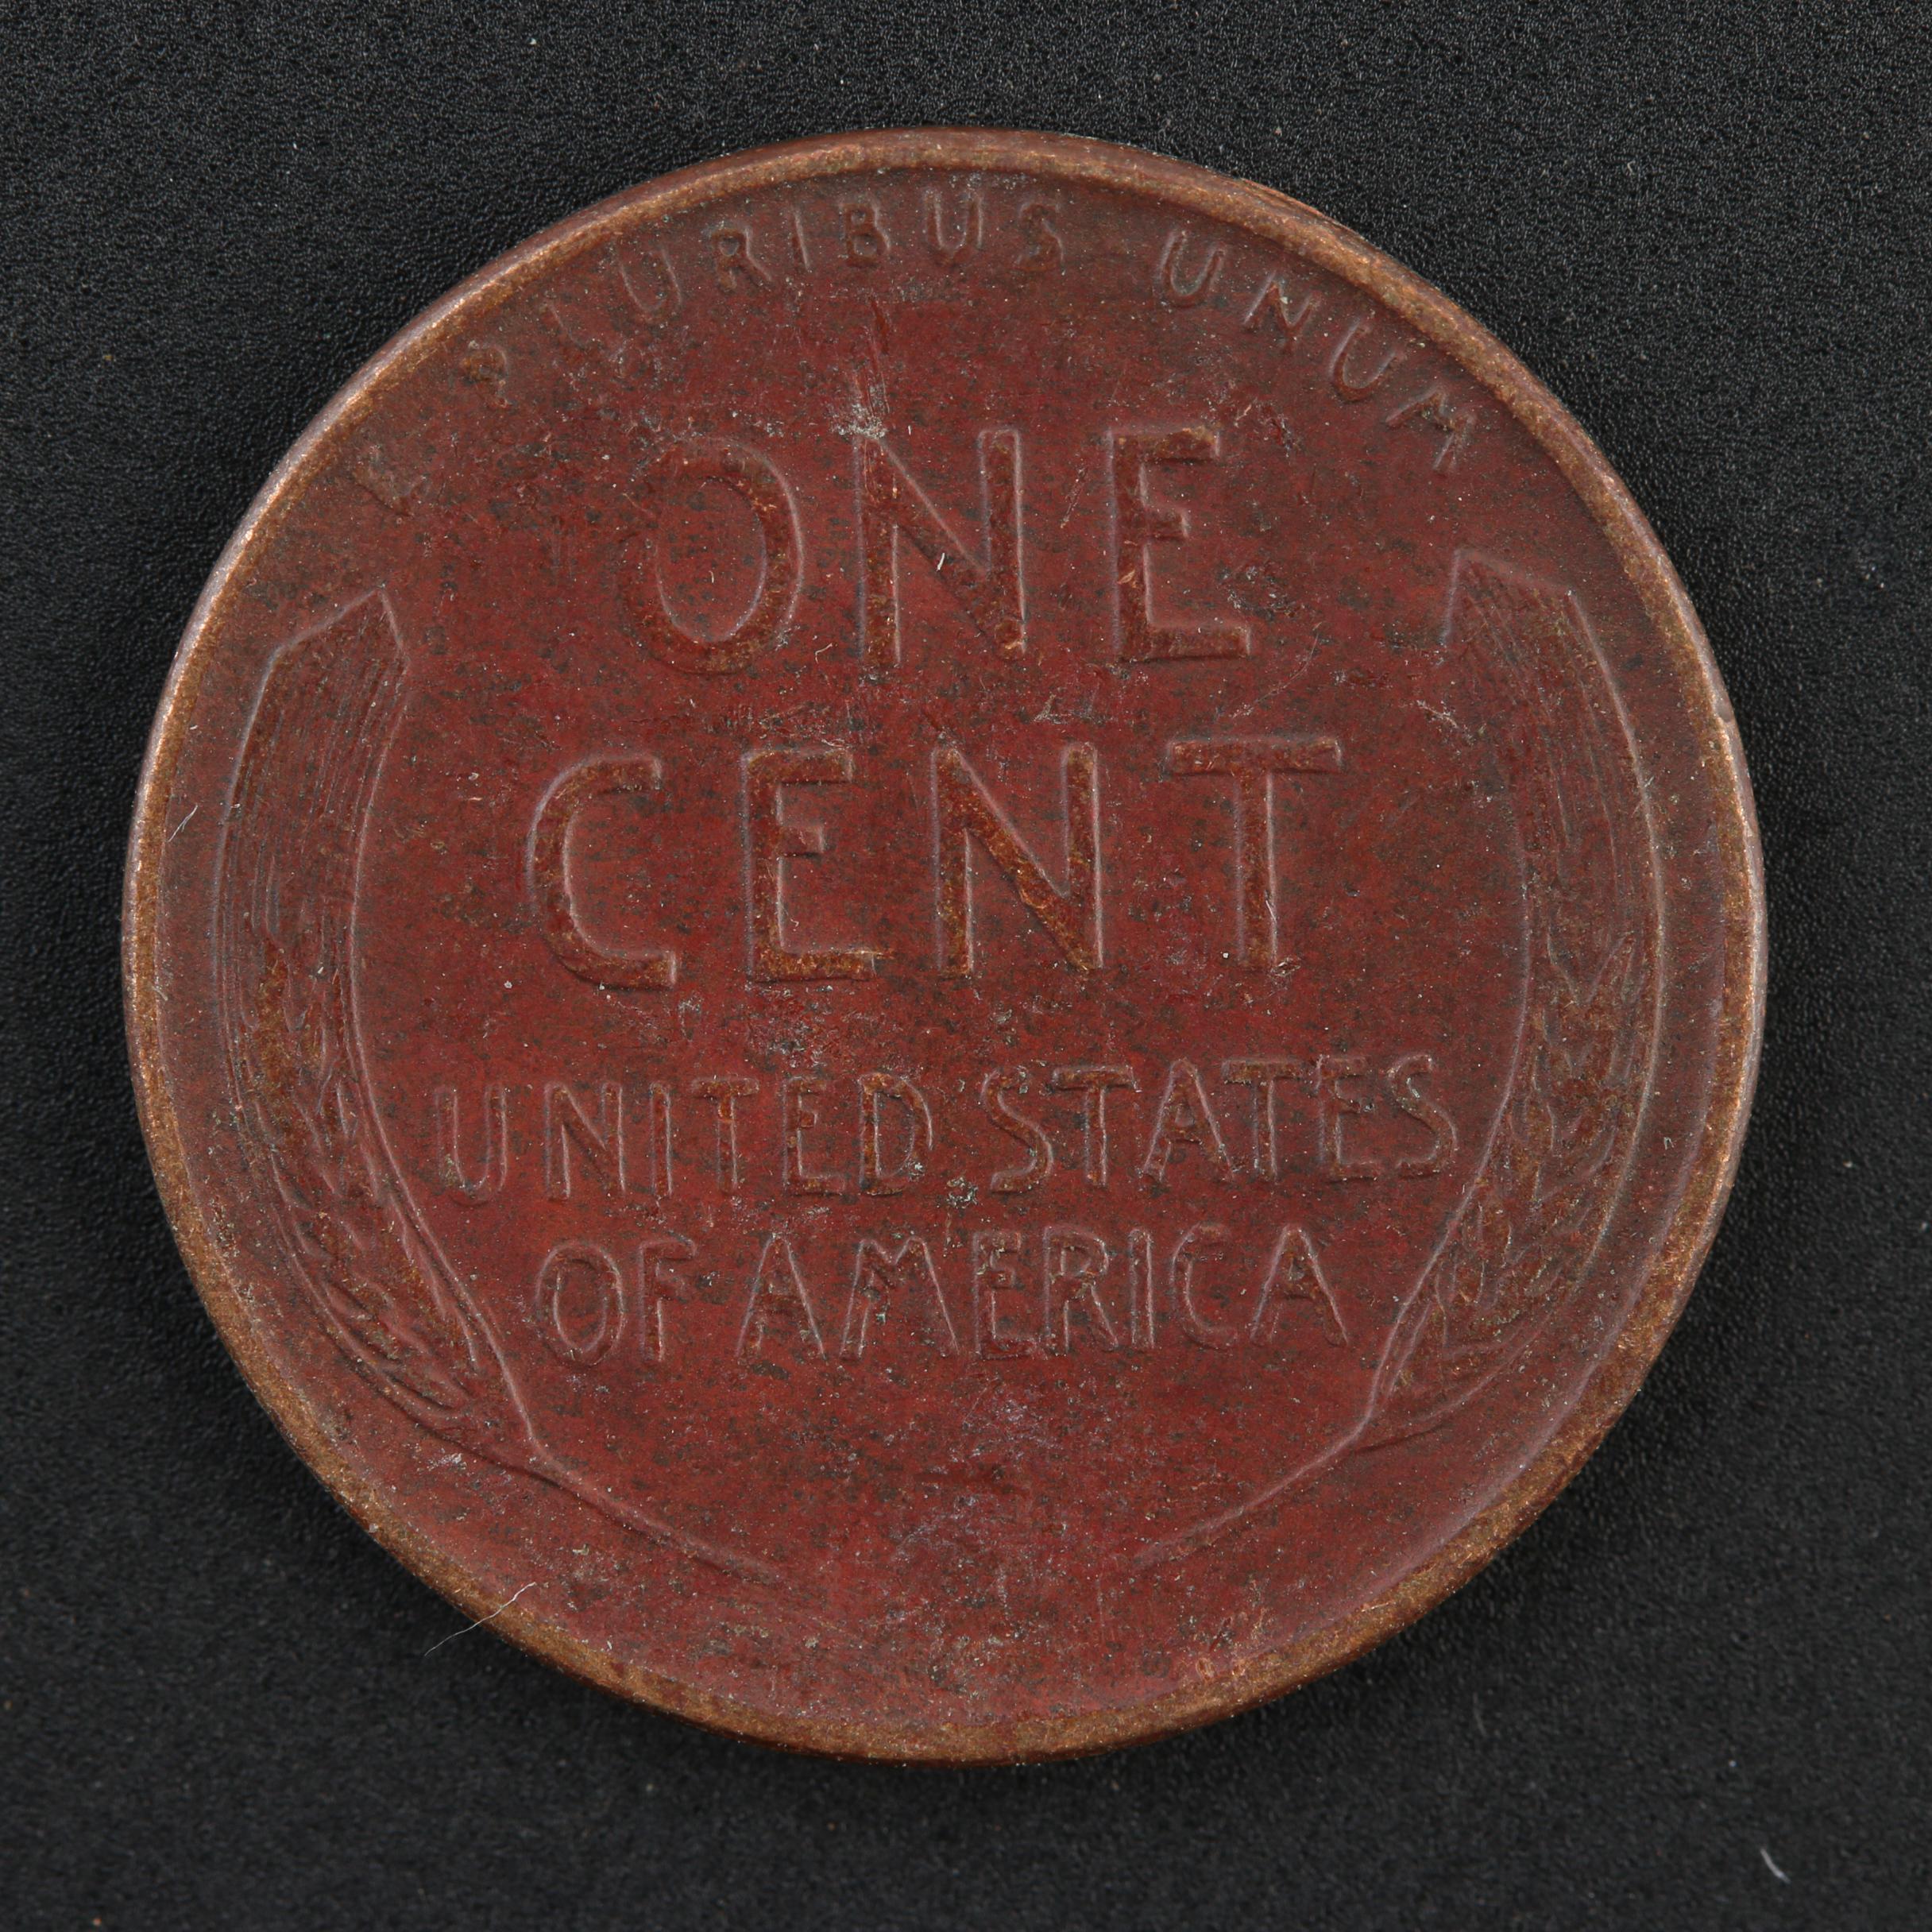 E PLURIBUS UNUM
ONE
CENT
UNITED STATES
OF AMERICA